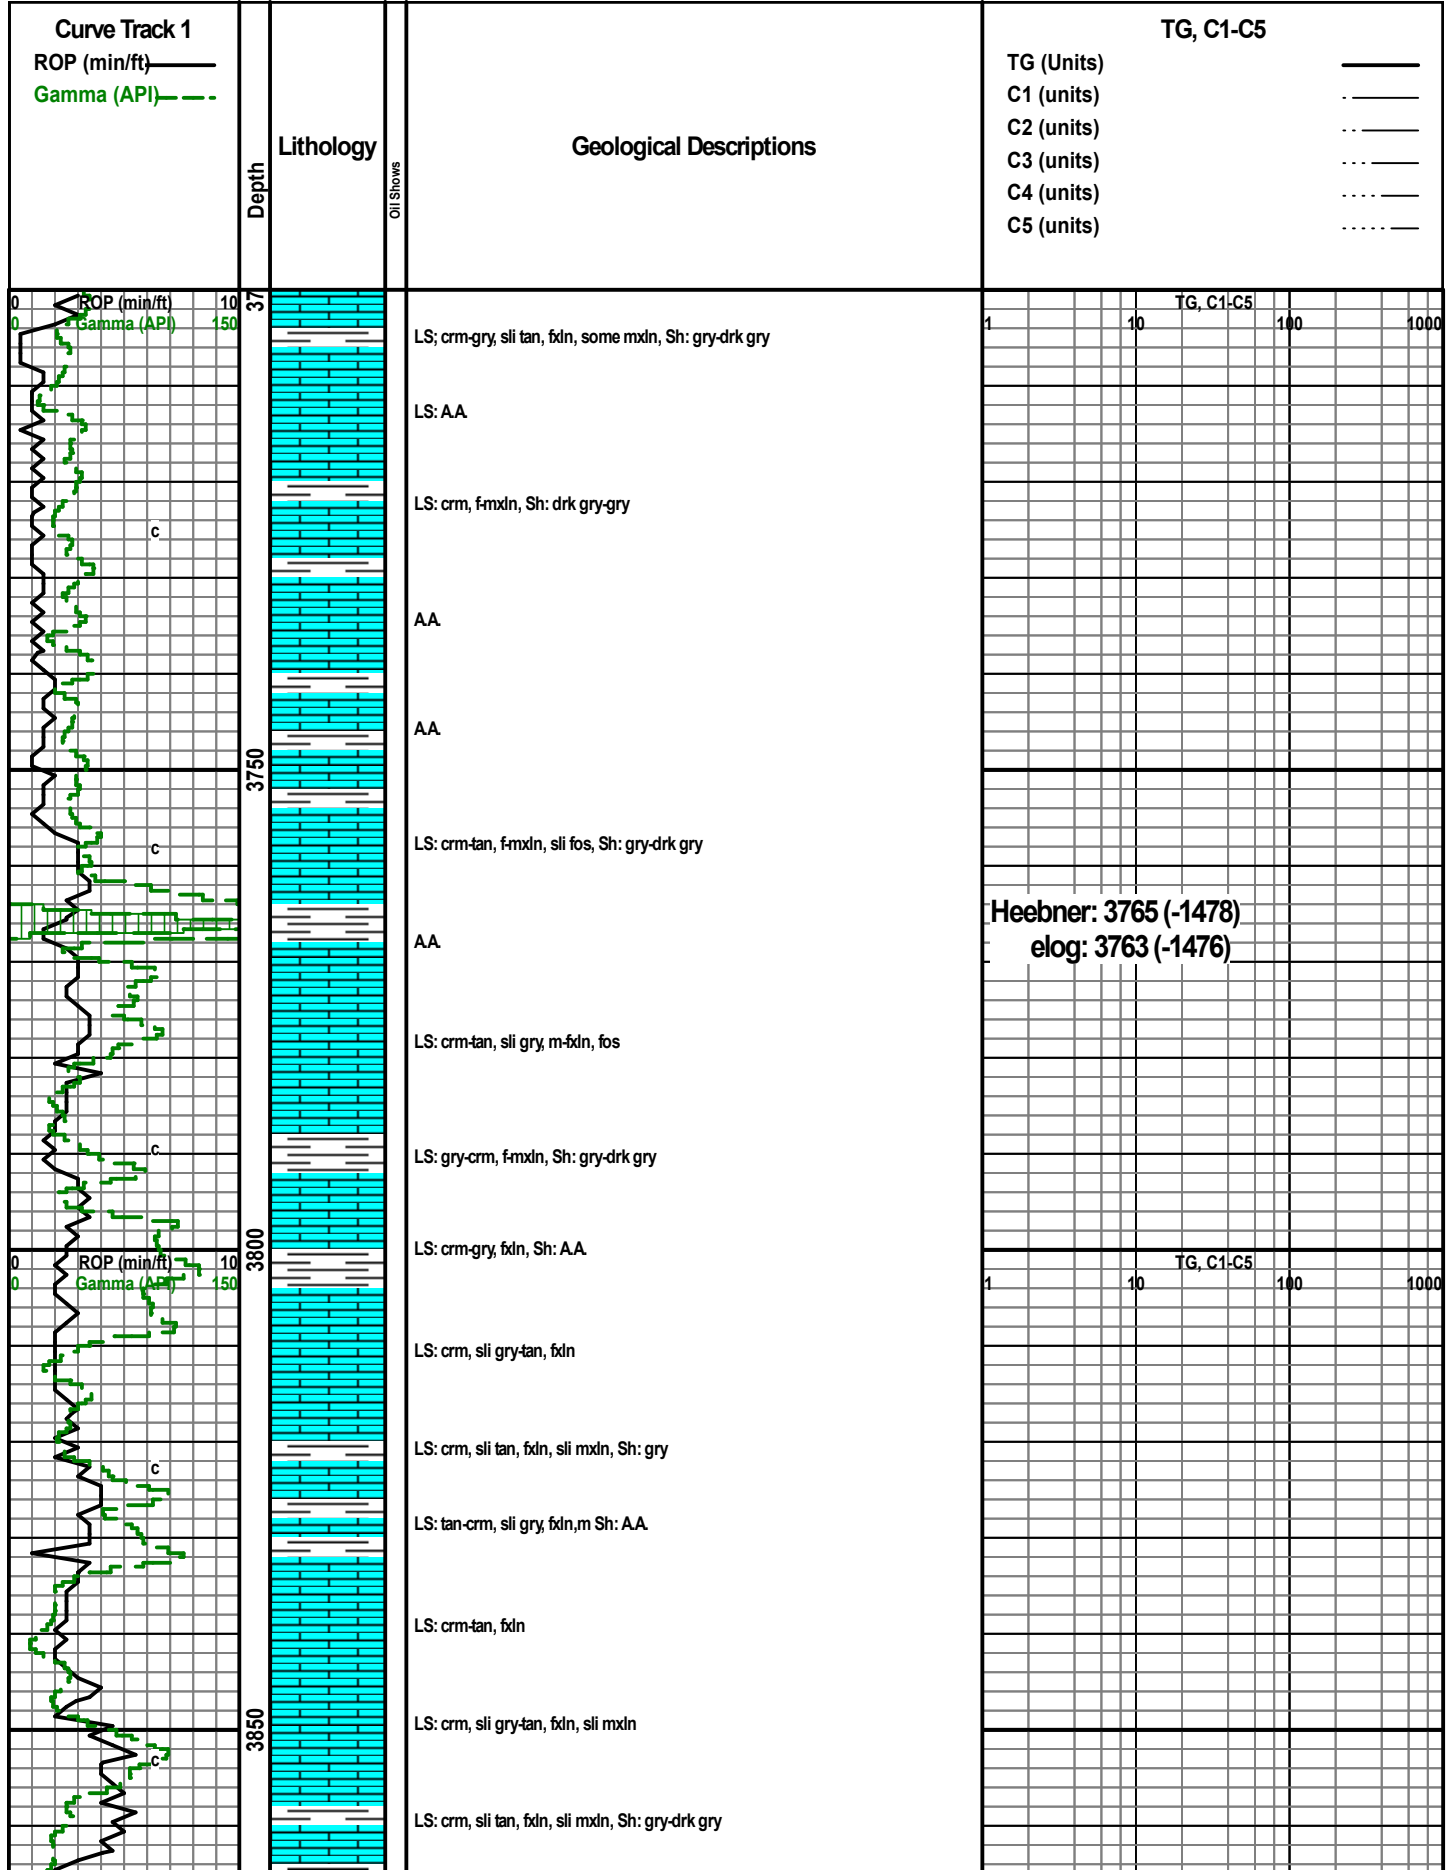 Curve Track 1
ROP (min/ft)
Gamma (API)
Depth
Lithology
Oil Shows
Geological Descriptions
TG, C1-C5
TG (Units)
C1 (units)
C2 (units)
C3 (units)
C4 (units)
C5 (units)
0 ROP (min/ft) 10
0 Gamma (API) 150
37
TG, C1-C5
1 10 100 1000
LS; crm-gry, sli tan, fxln, some mxln, Sh: gry-drk gry
LS: A.A.
LS: crm, f-mxln, Sh: drk gry-gry
c
A.A.
A.A.
3750
LS: crm-tan, f-mxln, sli fos, Sh: gry-drk gry
c
Heebner: 3765 (-1478)
elog: 3763 (-1476)
A.A.
LS: crm-tan, sli gry, m-fxln, fos
c
LS: gry-crm, f-mxln, Sh: gry-drk gry
3800
LS: crm-gry, fxln, Sh: A.A.
0 ROP (min/ft) 10
0 Gamma (API) 150
TG, C1-C5
1 10 100 1000
LS: crm, sli gry-tan, fxln
LS: crm, sli tan, fxln, sli mxln, Sh: gry
c
LS: tan-crm, sli gry, fxln,m Sh: A.A.
LS: crm-tan, fxln
LS: crm, sli gry-tan, fxln, sli mxln
3850
c
LS: crm, sli tan, fxln, sli mxln, Sh: gry-drk gry